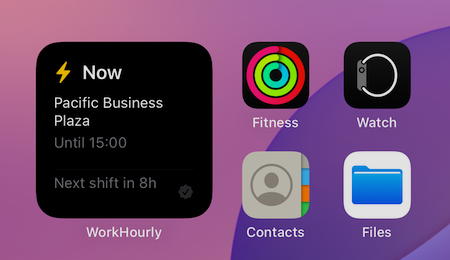 Now
Pacific Business
Plaza
Until 15:00
Next shift in 8h
WorkHourly
Fitness
Watch
Contacts
Files